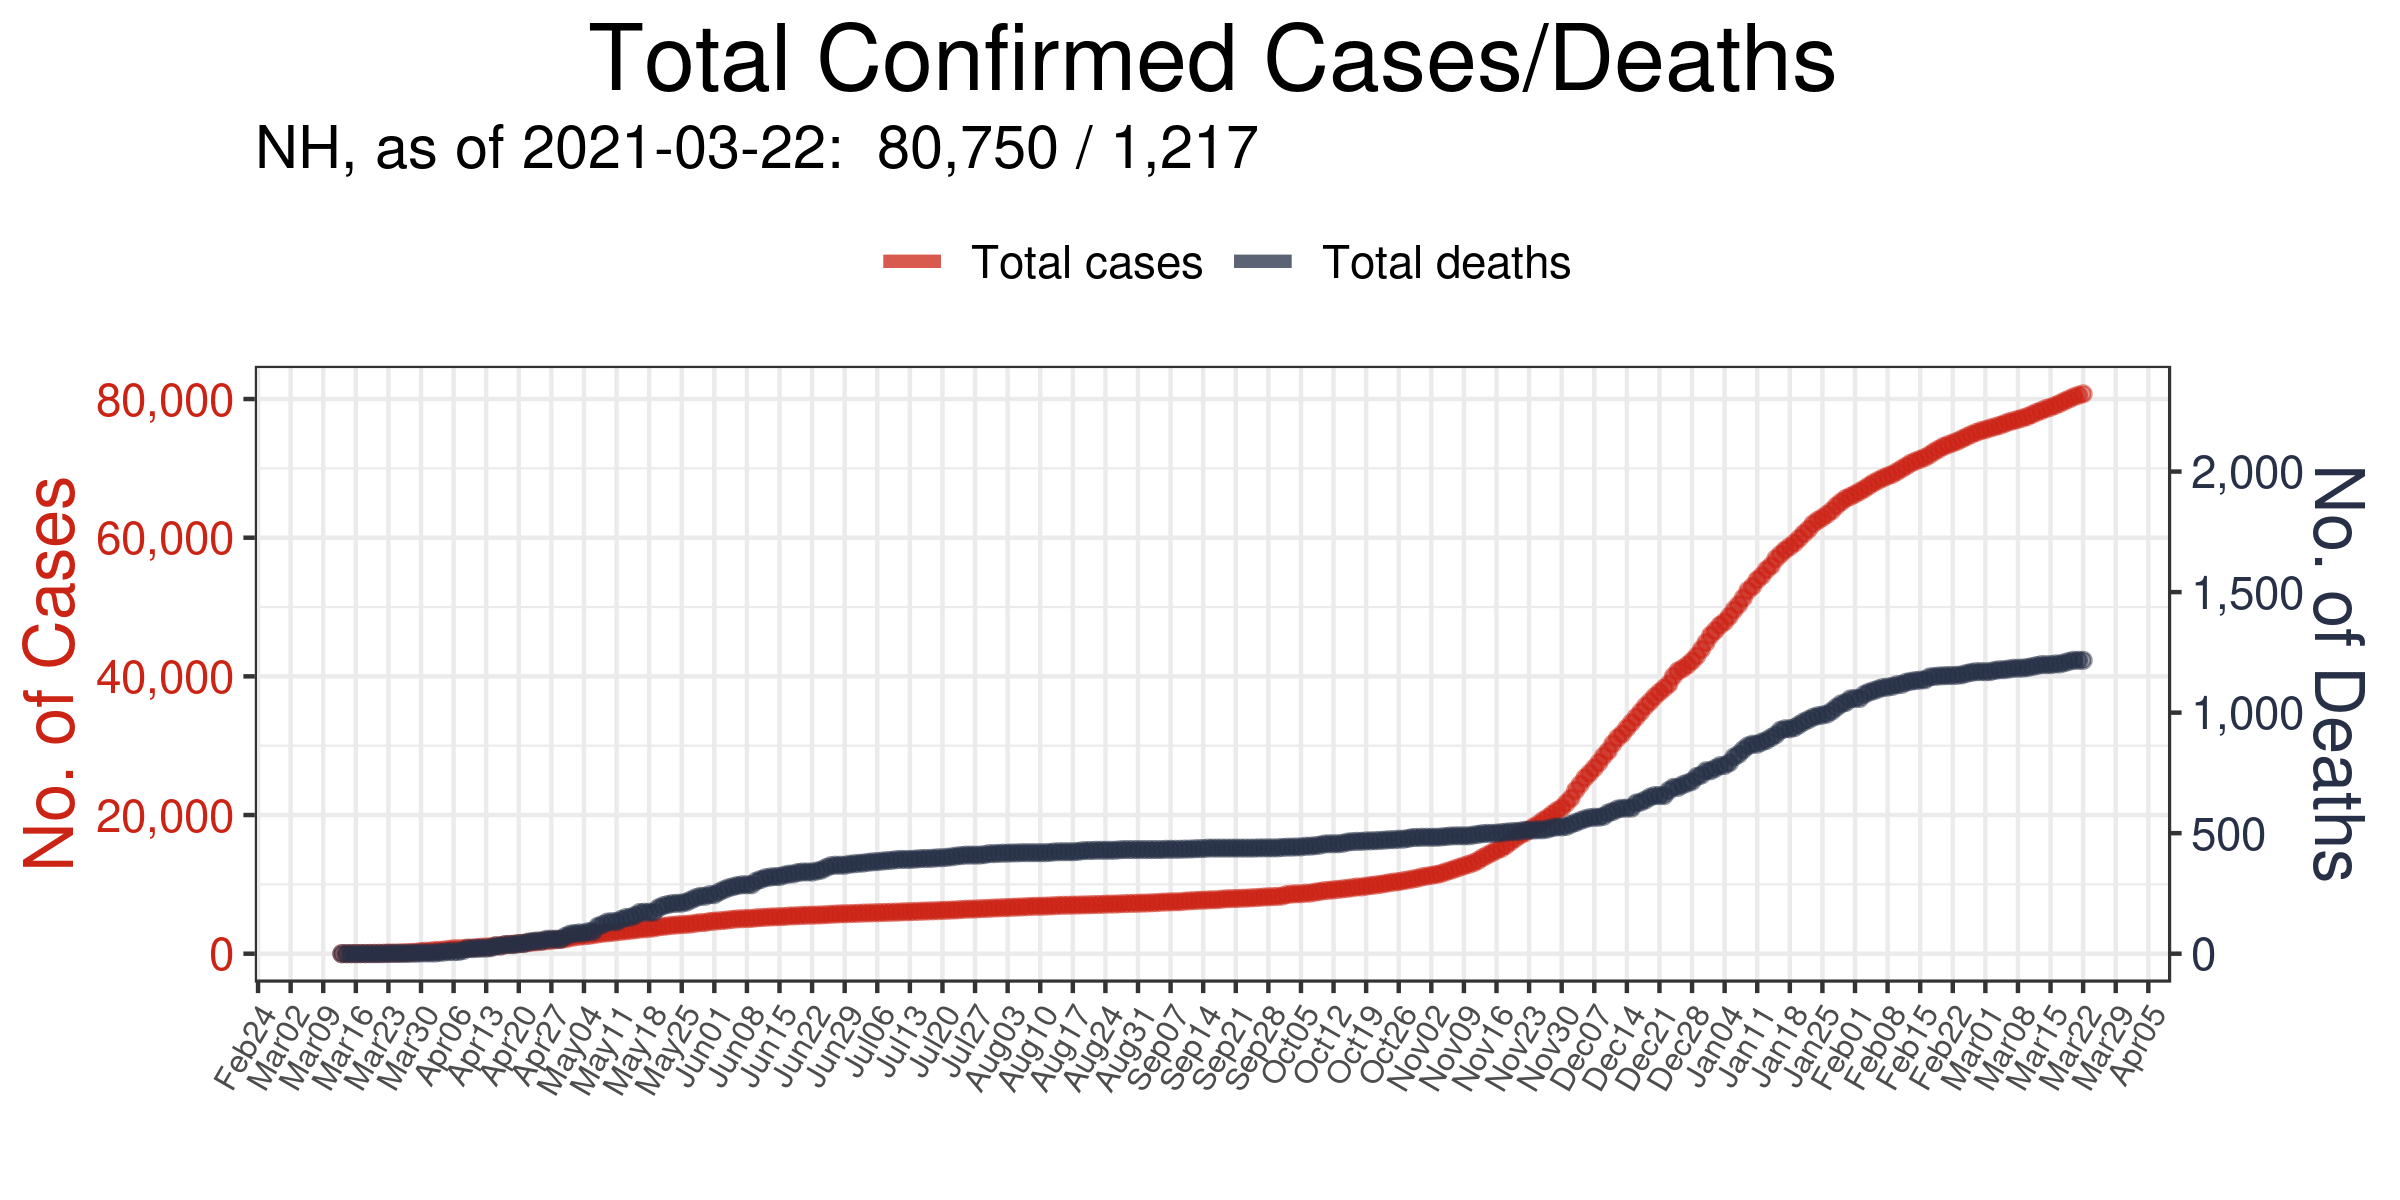 Total Confirmed Cases/Deaths
NH, as of 2021-03-22:  80,750 / 1,217
Total cases
Total deaths
No. of Cases
80,000
60,000
40,000
20,000
0
2,000
1,500
1,000
500
0
No. of Deaths
Feb24
Mar02
Mar09
Mar16
Mar23
Mar30
Apr06
Apr13
Apr20
Apr27
May04
May11
May18
May25
Jun01
Jun08
Jun15
Jun22
Jun29
Jul06
Jul13
Jul20
Jul27
Aug03
Aug10
Aug17
Aug24
Aug31
Sep07
Sep14
Sep21
Sep28
Oct05
Oct12
Oct19
Oct26
Nov02
Nov09
Nov16
Nov23
Nov30
Dec07
Dec14
Dec21
Dec28
Jan04
Jan11
Jan18
Jan25
Feb01
Feb08
Feb15
Feb22
Mar01
Mar08
Mar15
Mar22
Mar29
Apr05